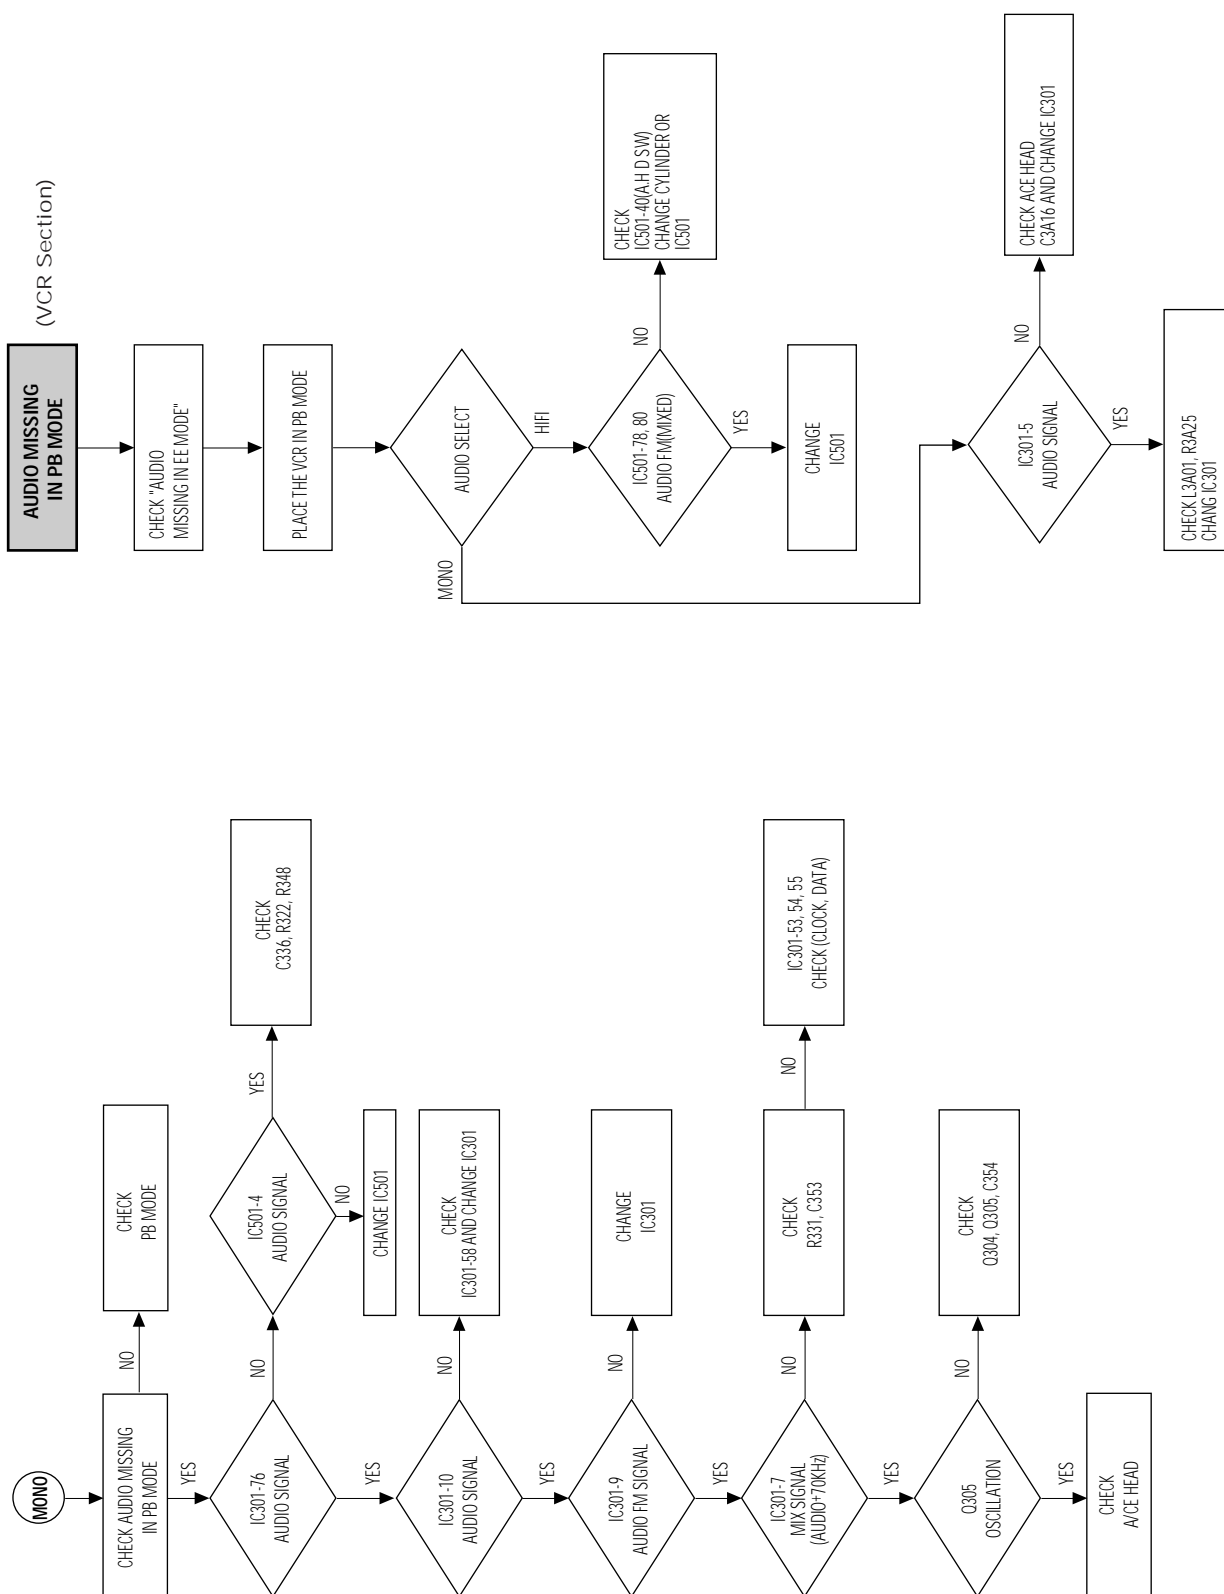 AUDIO MISSING
IN PB MODE
(VCR Section)
CHECK "AUDIO
MISSING IN EE MODE"
PLACE THE VCR IN PB MODE
AUDIO SELECT
MONO
HIFI
IC501-78, 80
AUDIO FM(MIXED)
NO
CHECK
IC501-40(A.H D SW)
CHANGE CYLINDER OR
IC501
YES
CHANGE
IC501
IC301-5
AUDIO SIGNAL
NO
CHECK ACE HEAD
C3A16 AND CHANGE IC301
YES
CHECK L3A01, R3A25
CHANG IC301
MONO
CHECK AUDIO MISSING
IN PB MODE
NO
CHECK
PB MODE
YES
IC301-76
AUDIO SIGNAL
NO
IC501-4
AUDIO SIGNAL
YES
CHECK
C336, R322, R348
NO
CHANGE IC501
YES
IC301-10
AUDIO SIGNAL
NO
CHECK
IC301-58 AND CHANGE IC301
YES
IC301-9
AUDIO FM SIGNAL
NO
CHANGE
IC301
YES
IC301-7
MIX SIGNAL
(AUDIO+70KHz)
NO
CHECK
R331, C353
NO
IC301-53, 54, 55
CHECK (CLOCK, DATA)
YES
Q305
OSCILLATION
NO
CHECK
Q304, Q305, C354
YES
CHECK
A/CE HEAD